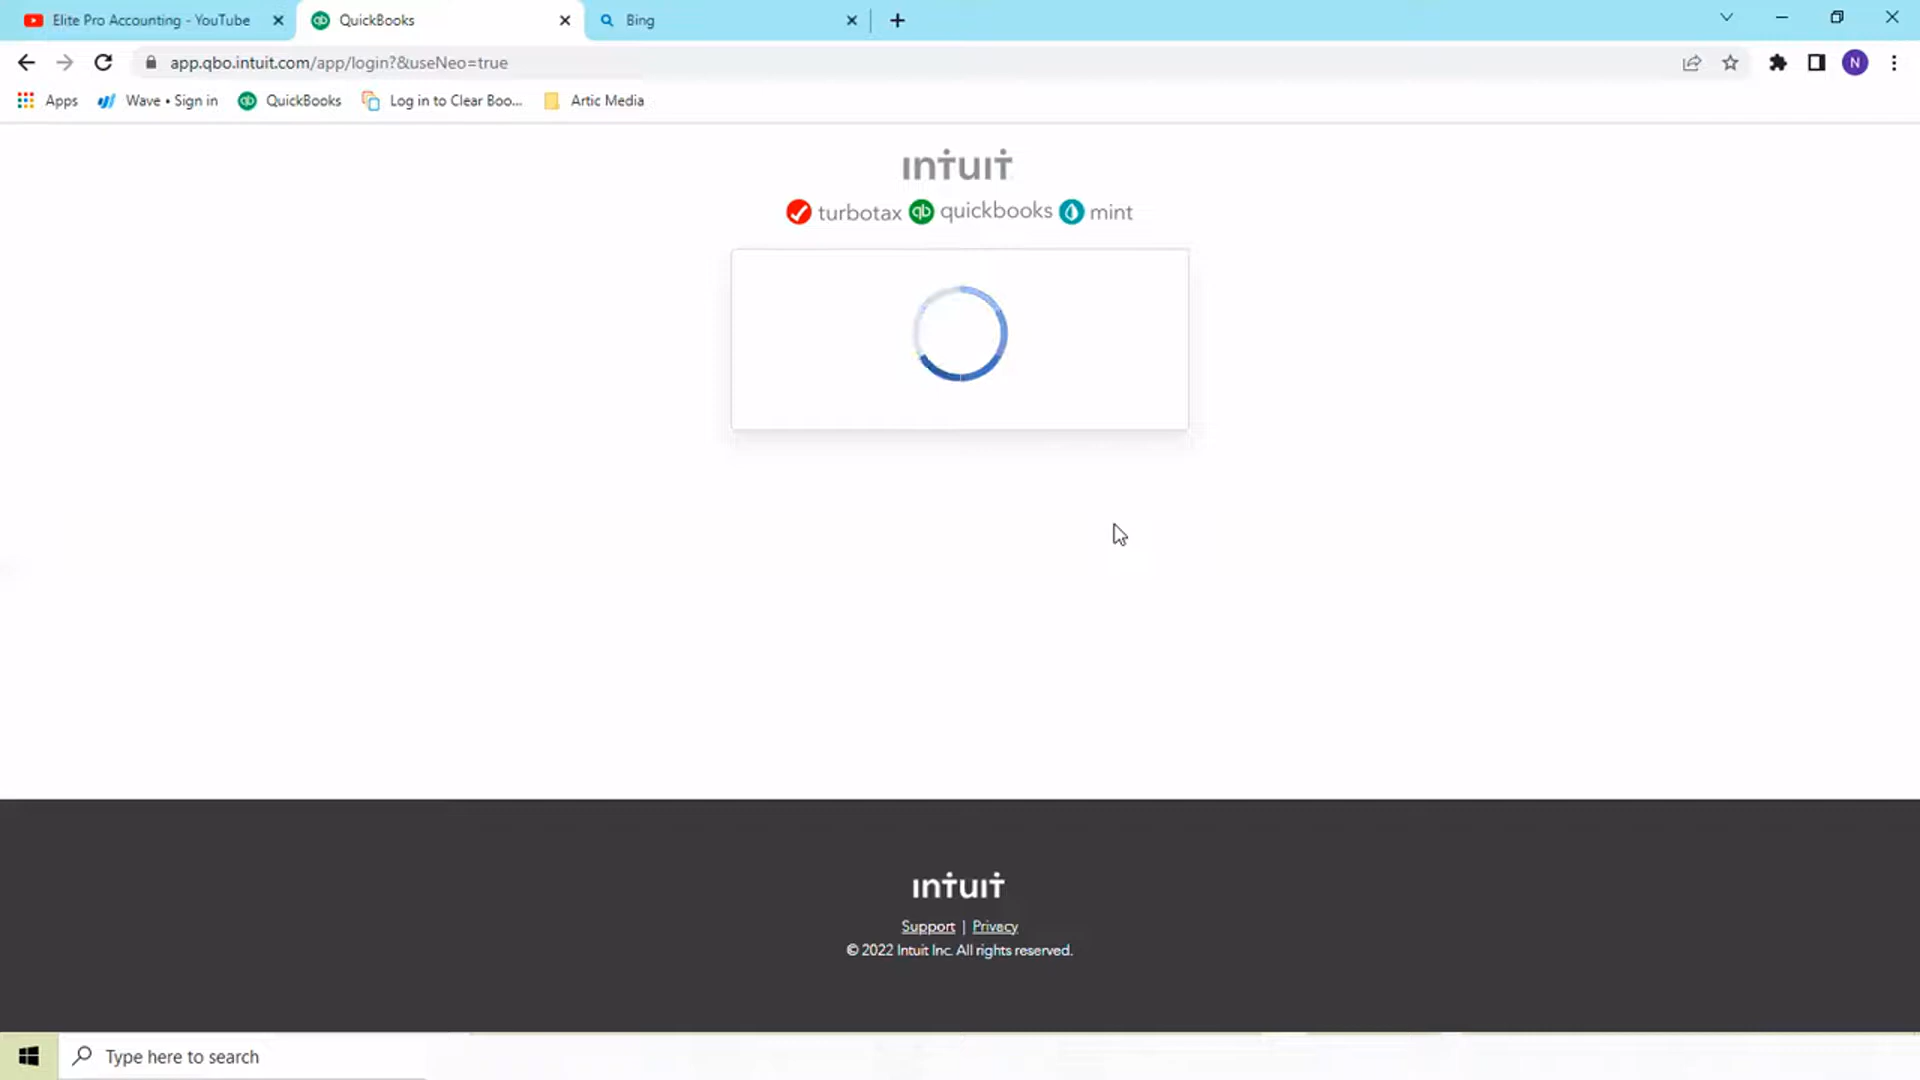 Elite Pro Accounting - YouTube
QuickBooks
Bing
app.qbo.intuit.com/app/login?&useNeo=true
N
Apps
Wave • Sign in
QuickBooks
Log in to Clear Boo...
Artic Media
intuit
turbotax qb quickbooks mint
intuit
Support | Privacy
© 2022 Intuit Inc. All rights reserved.
Type here to search